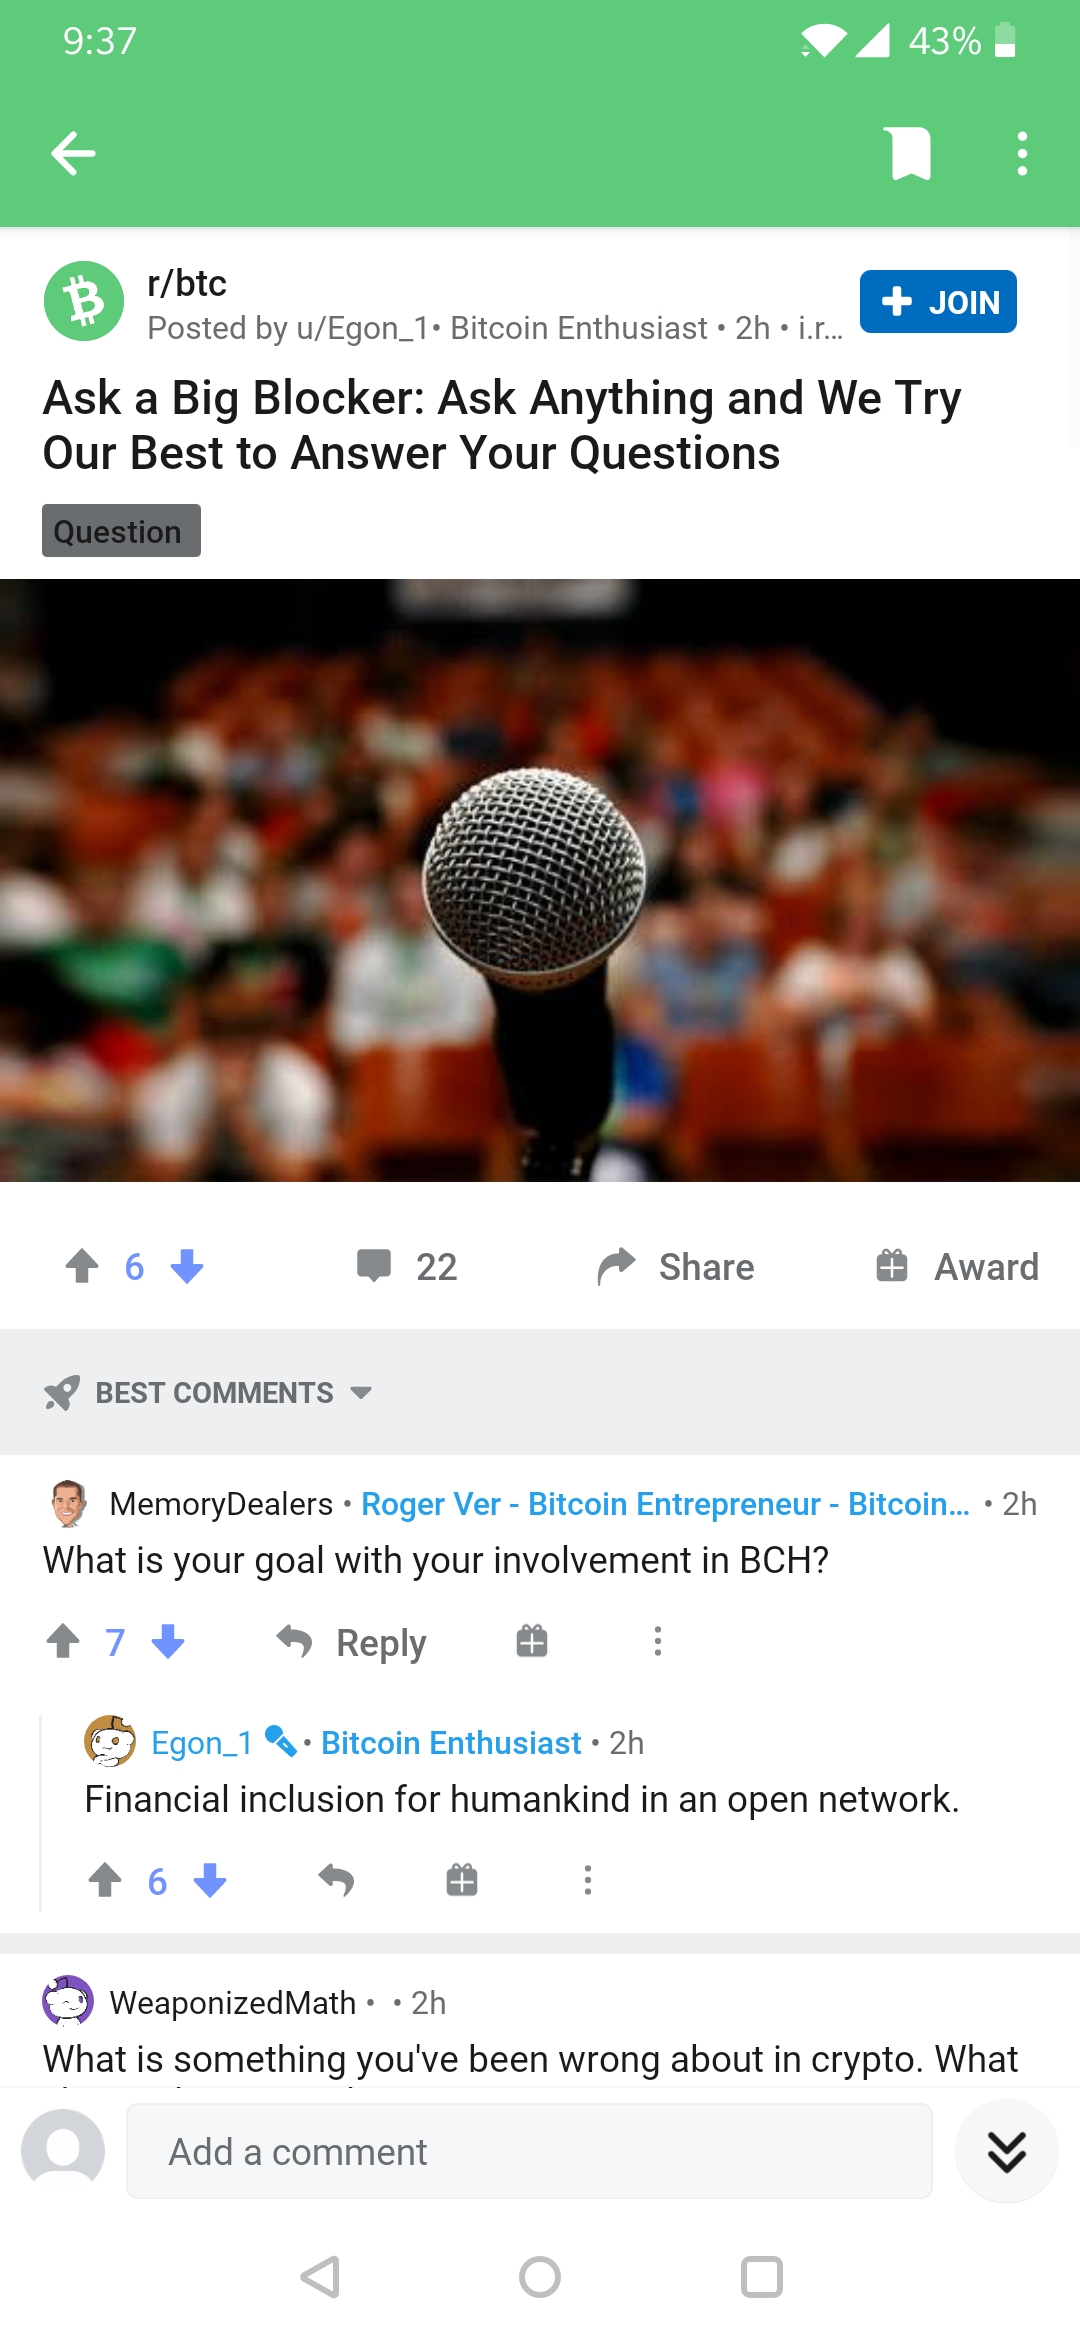 9:37
43%
r/btc
Posted by u/Egon_1• Bitcoin Enthusiast • 2h • i.r...
JOIN
Ask a Big Blocker: Ask Anything and We Try
Our Best to Answer Your Questions
Question
6
22
Share
Award
BEST COMMENTS
MemoryDealers • Roger Ver - Bitcoin Entrepreneur - Bitcoin... • 2h
What is your goal with your involvement in BCH?
7
Reply
Egon_1 • Bitcoin Enthusiast • 2h
Financial inclusion for humankind in an open network.
6
WeaponizedMath • • 2h
What is something you've been wrong about in crypto. What
Add a comment